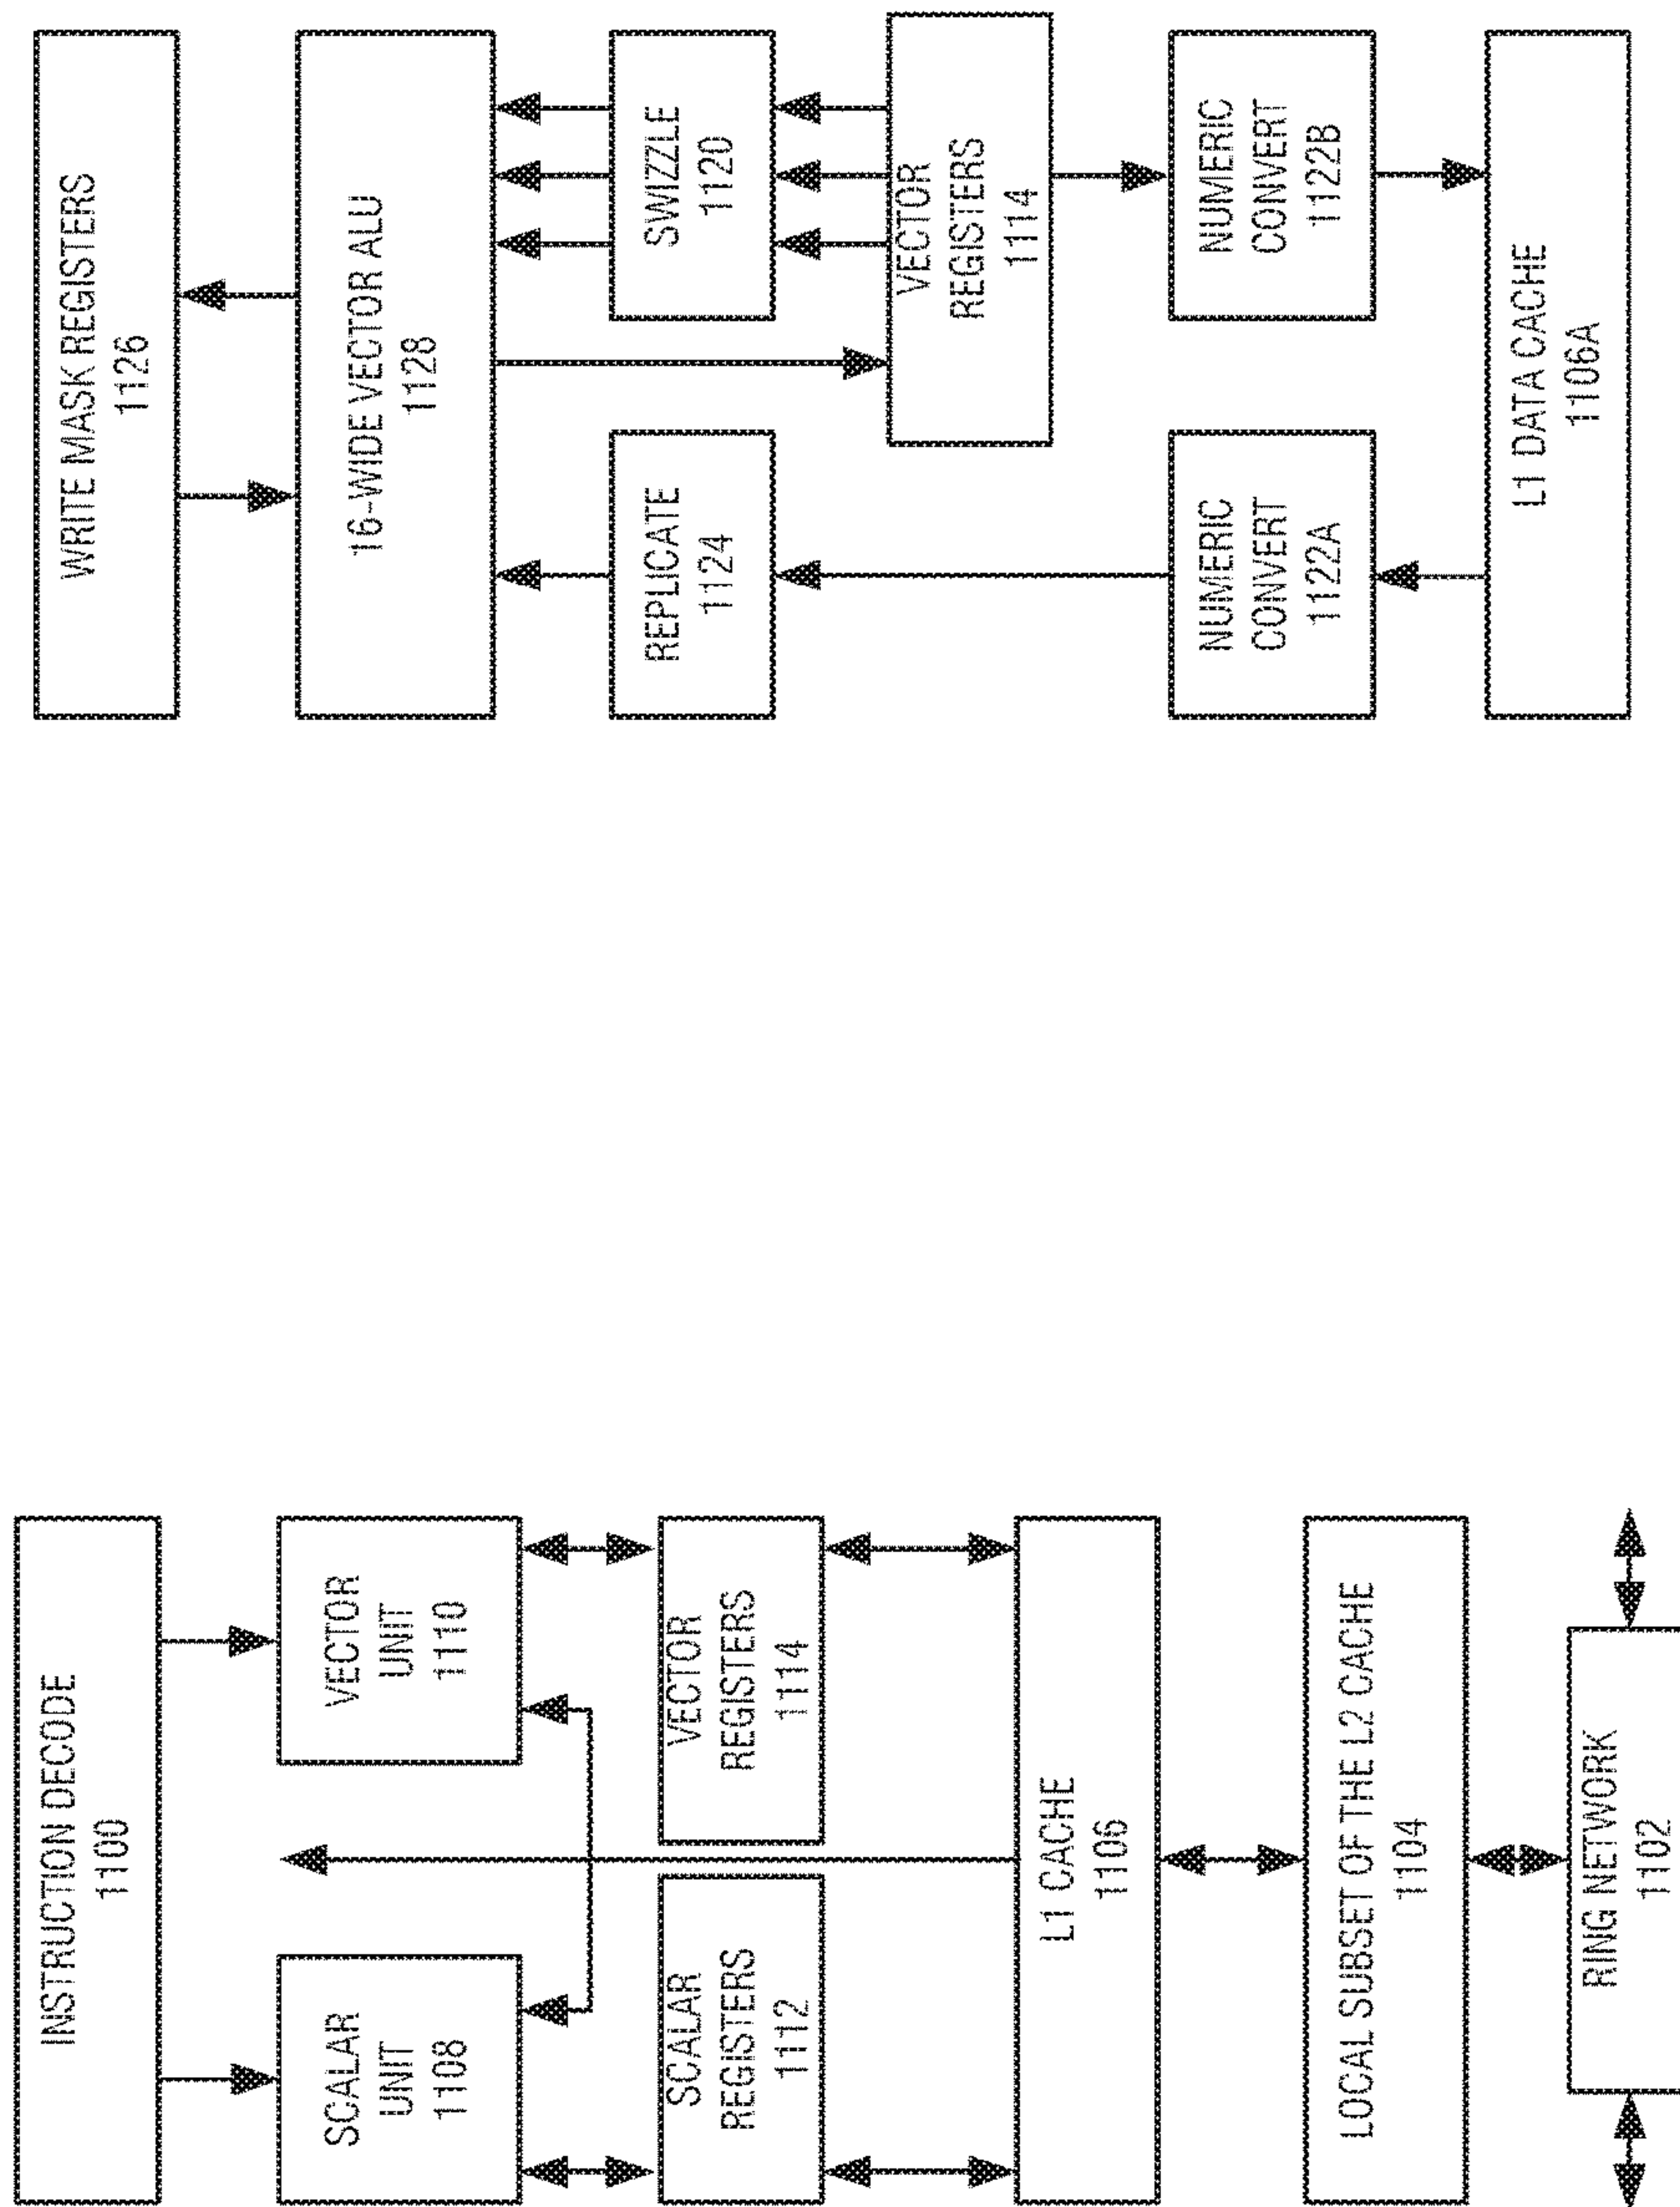 INSTRUCTION DECODE
1100
SCALAR
UNIT
1108
VECTOR
UNIT
1110
SCALAR
REGISTERS
1112
VECTOR
REGISTERS
1114
L1 CACHE
1106
LOCAL SUBSET OF THE L2 CACHE
1104
RING NETWORK
1102
WRITE MASK REGISTERS
1126
16-WIDE VECTOR ALU
1128
REPLICATE
1124
SWIZZLE
1120
VECTOR
REGISTERS
1114
NUMERIC
CONVERT
1122A
NUMERIC
CONVERT
1122B
L1 DATA CACHE
1106A